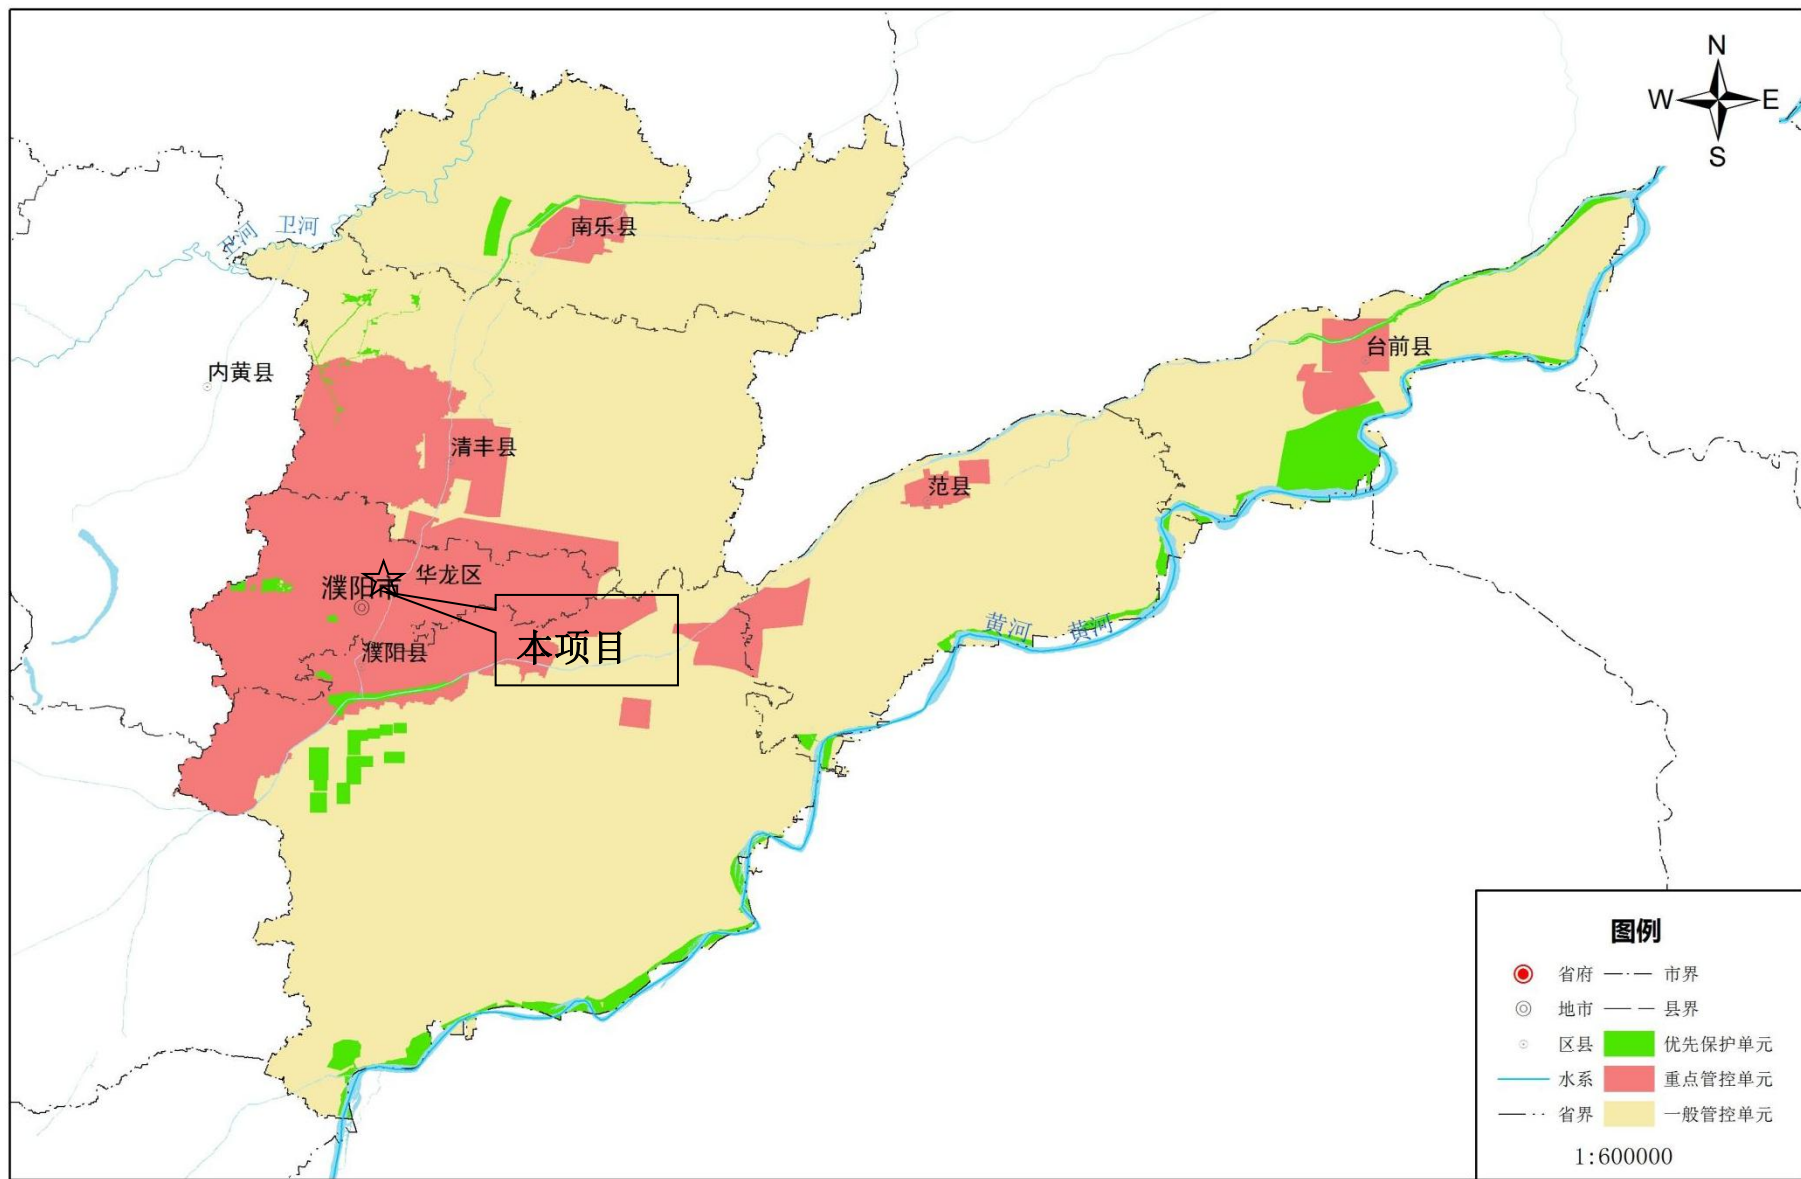 N
W E
S
卫河 卫河
南乐县
内黄县
台前县
清丰县
范县
濮阳市 华龙区
黄河 黄河
濮阳县
本项目
图例
省府 市界
地市 县界
区县 优先保护单元
水系 重点管控单元
省界 一般管控单元
1:600000